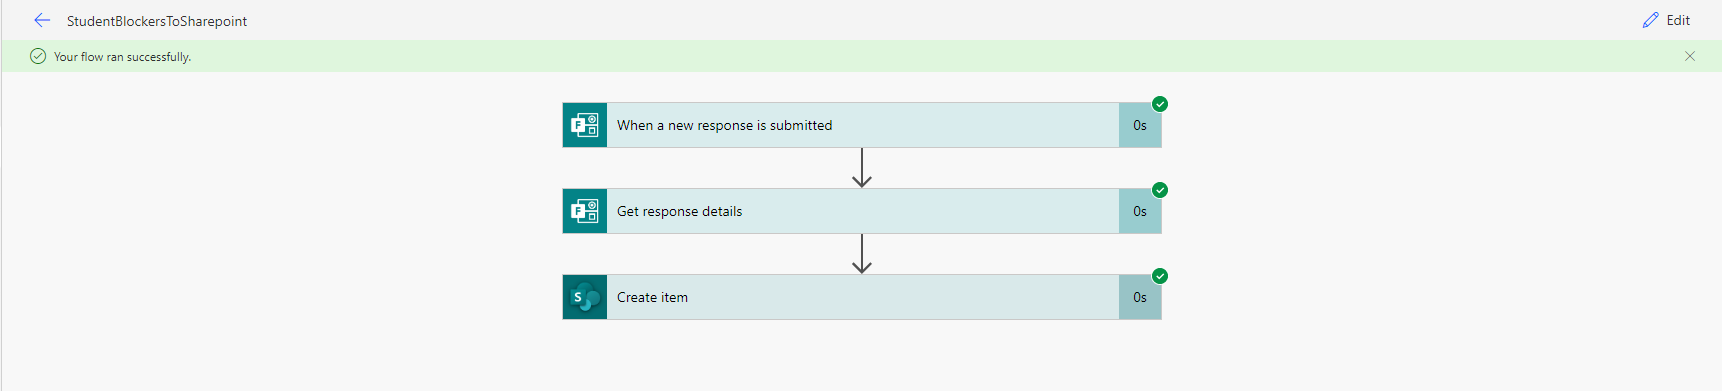 StudentBlockersToSharepoint
Edit
Your flow ran successfully.
When a new response is submitted
0s
Get response details
0s
Create item
0s